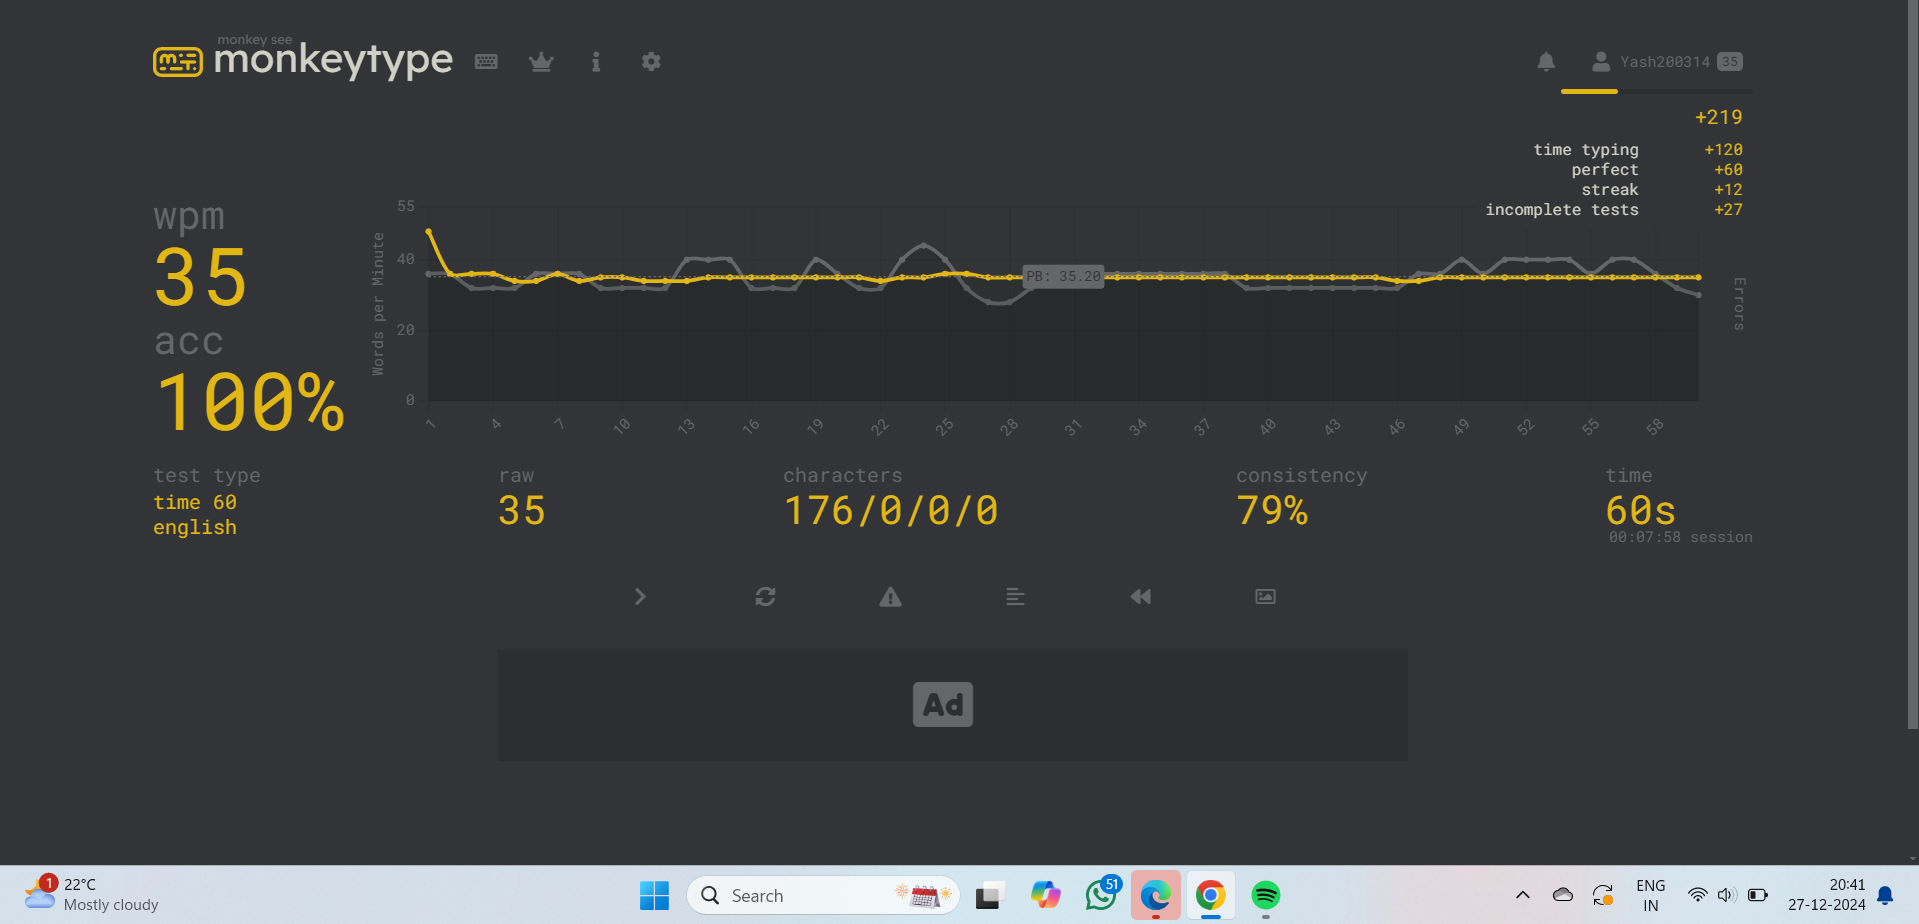 monkey see
monkeytype
Yash200314 35
+219
time typing +120
perfect +60
streak +12
incomplete tests +27
wpm
35
acc
100%
Words per Minute
55
40
20
0
PB: 35.20
Errors
1 4 7 10 13 16 19 22 25 28 31 34 37 40 43 46 49 52 55 58
test type
time 60
english
raw
35
characters
176/0/0/0
consistency
79%
time
60s
00:07:58 session
Ad
1
22°C
Mostly cloudy
Search
51
ENG
IN
20:41
27-12-2024